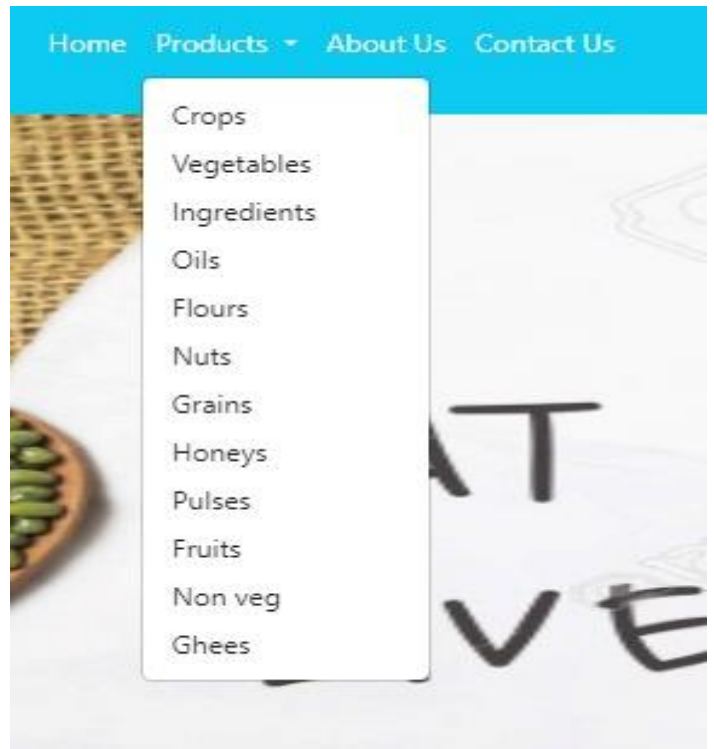 Home Products About Us Contact Us
Crops
Vegetables
Ingredients
Oils
Flours
Nuts
Grains
Honeys
Pulses
Fruits
Non veg
Ghees